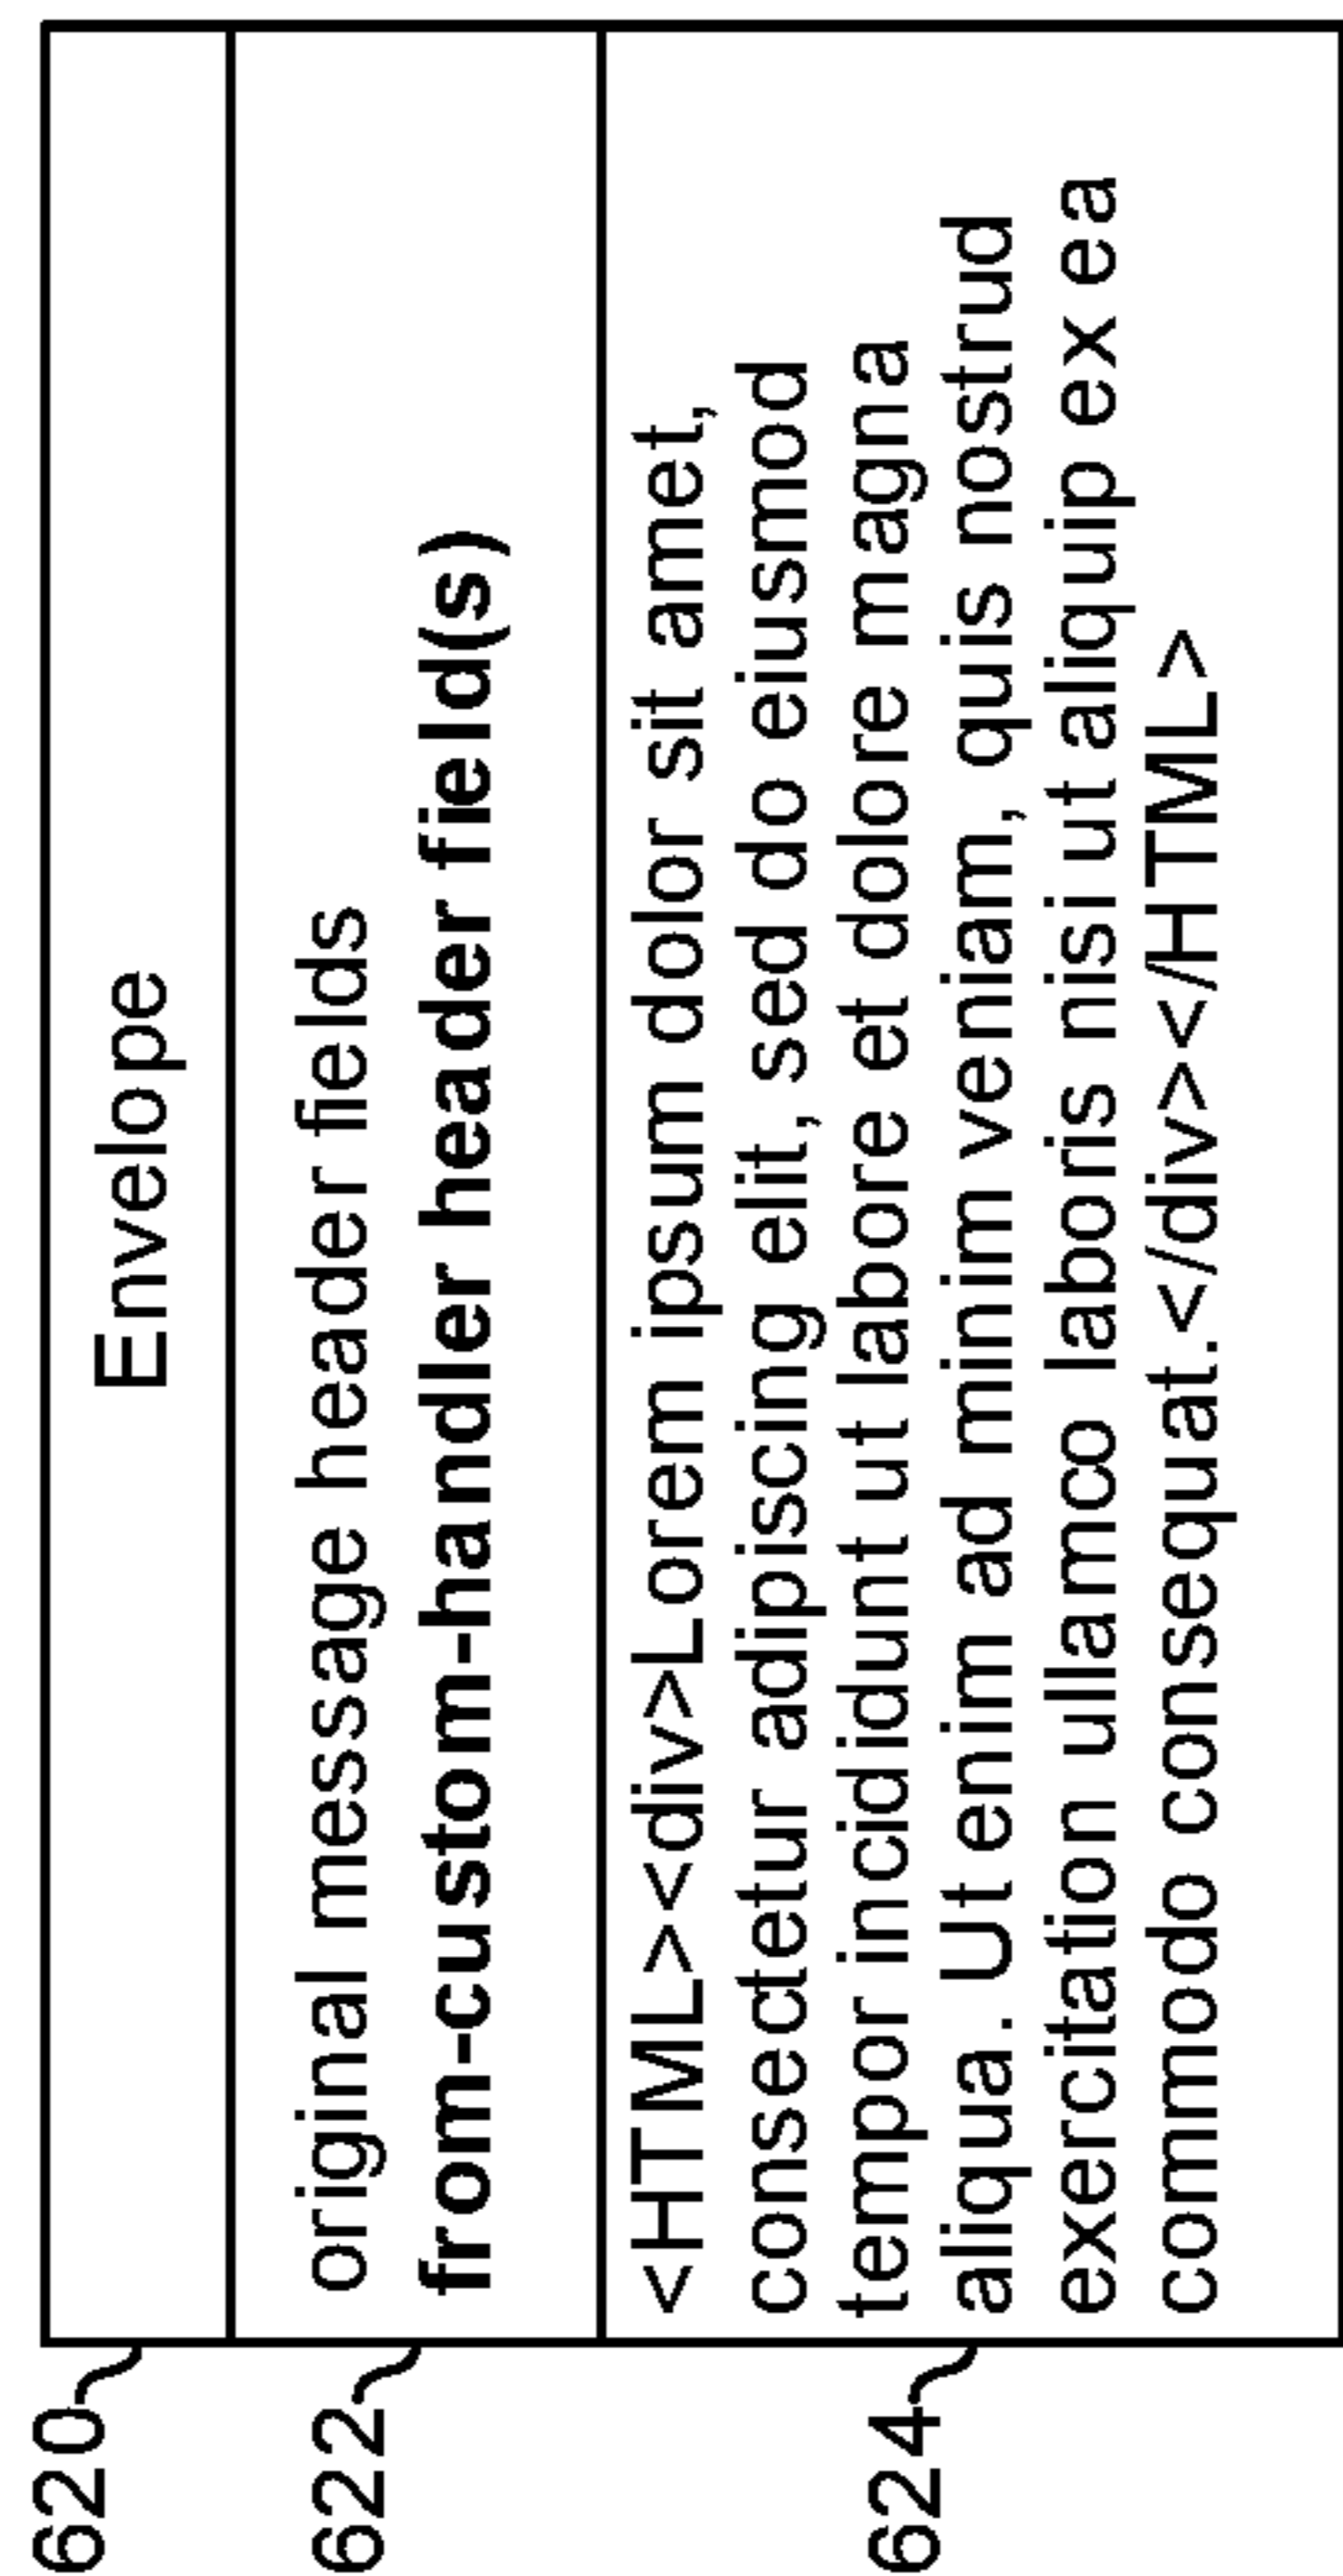 620
Envelope
622
original message header fields
from-custom-handler header field(s)
624
<HTML><div>Lorem ipsum dolor sit amet,
consectetur adipiscing elit, sed do eiusmod
tempor incididunt ut labore et dolore magna
aliqua. Ut enim ad minim veniam, quis nostrud
exercitation ullamco laboris nisi ut aliquip ex ea
commodo consequat.</div></HTML>